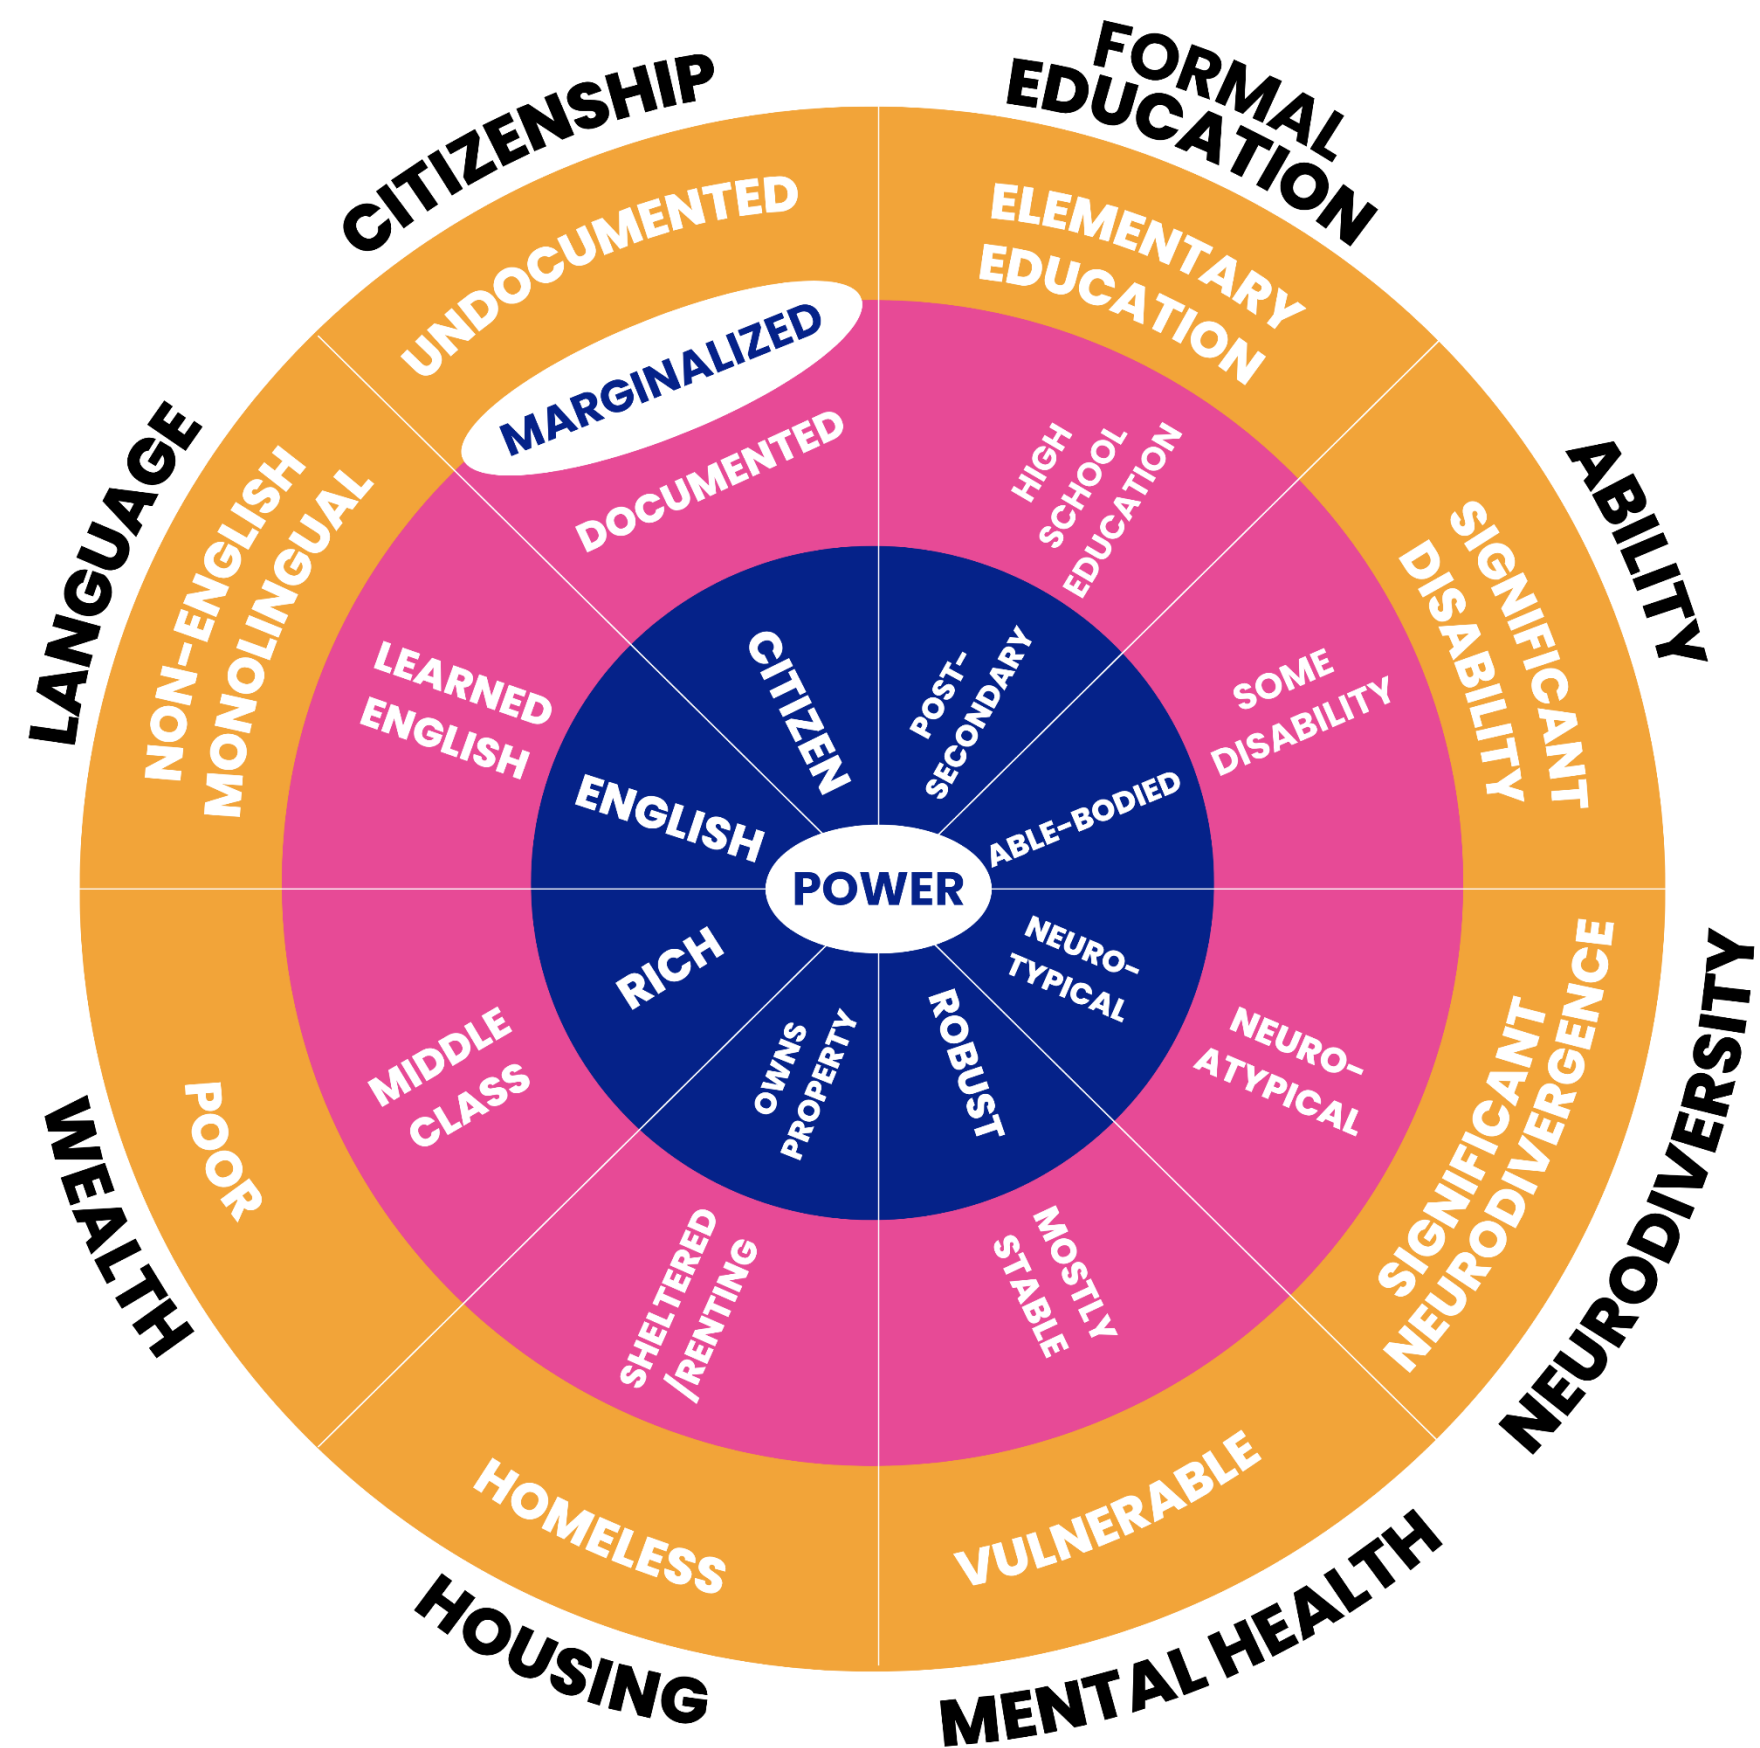 CITIZENSHIP
UNDOCUMENTED
MARGINALIZED
DOCUMENTED
CITIZEN
FORMAL
EDUCATION
ELEMENTARY
EDUCATION
HIGH
SCHOOL
EDUCATION
POST-
SECONDARY
ABILITY
SIGNIFICANT
DISABILITY
SOME
DISABILITY
ABLE-BODIED
NEURODIVERSITY
SIGNIFICANT
NEURODIVERGENCE
NEURO-
ATYPICAL
NEURO-
TYPICAL
MENTAL HEALTH
VULNERABLE
MOSTLY
STABLE
ROBUST
HOUSING
HOMELESS
SHELTERED
/RENTING
OWNS
PROPERTY
WEALTH
POOR
MIDDLE
CLASS
RICH
LANGUAGE
NON-ENGLISH
MONOLINGUAL
LEARNED
ENGLISH
ENGLISH
POWER